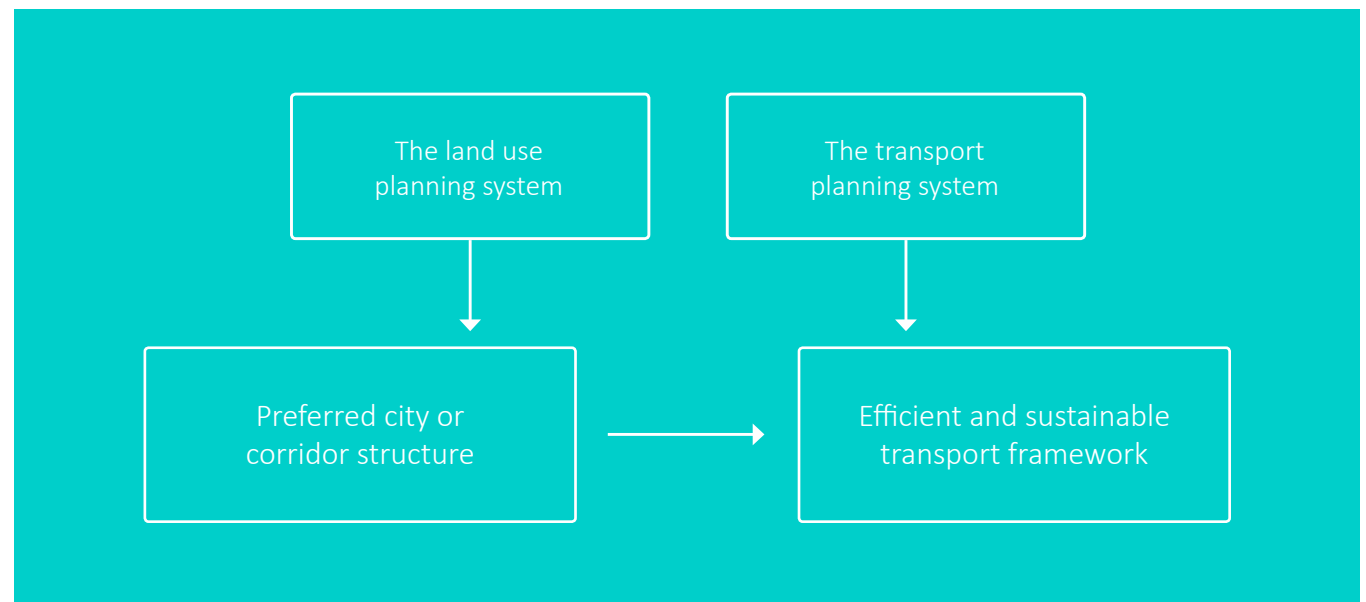 The land use
planning system
The transport
planning system
Preferred city or
corridor structure
Efficient and sustainable
transport framework